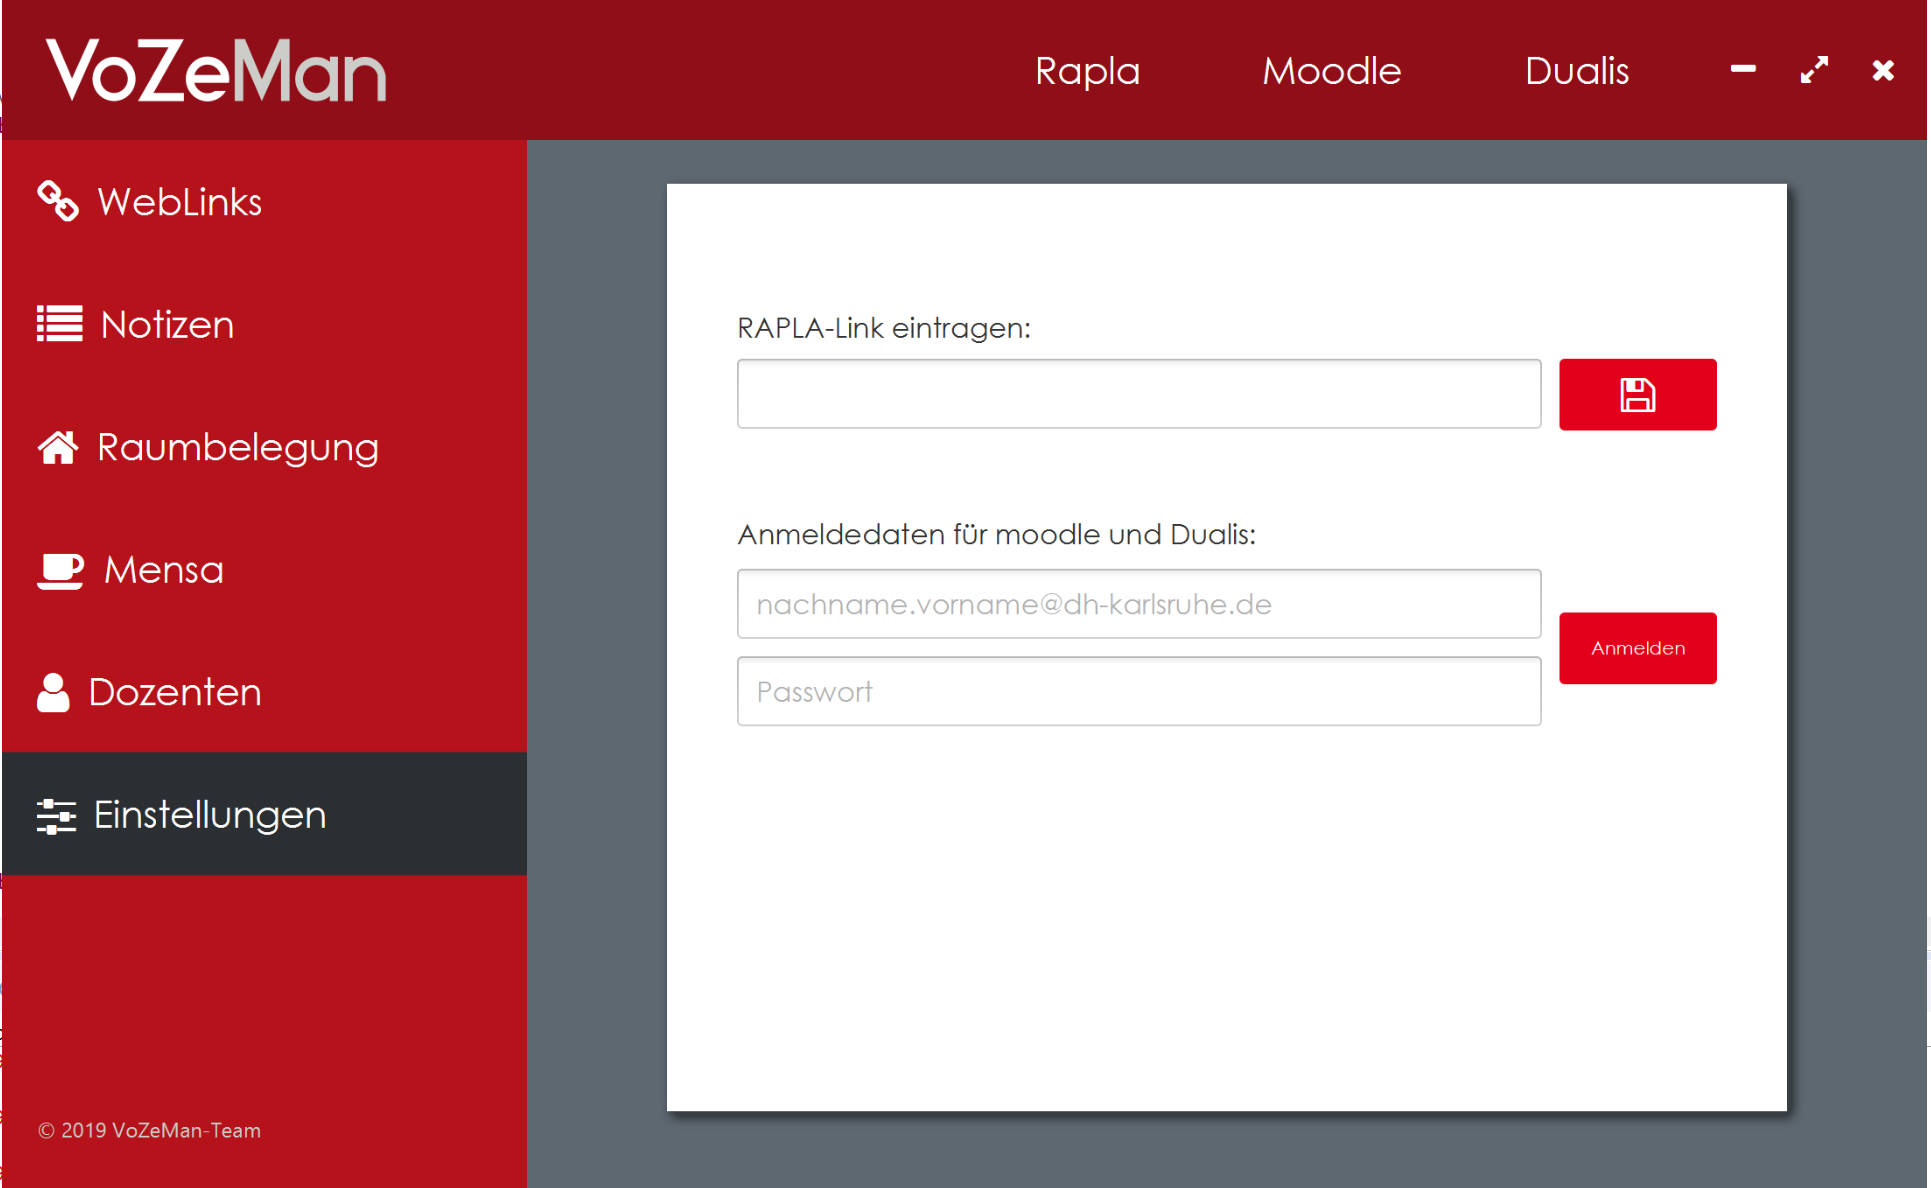 VoZeMan
Rapla
Moodle
Dualis
WebLinks
Notizen
Raumbelegung
Mensa
Dozenten
Einstellungen
© 2019 VoZeMan-Team
RAPLA-Link eintragen:
Anmeldedaten für moodle und Dualis:
nachname.vorname@dh-karlsruhe.de
Passwort
Anmelden